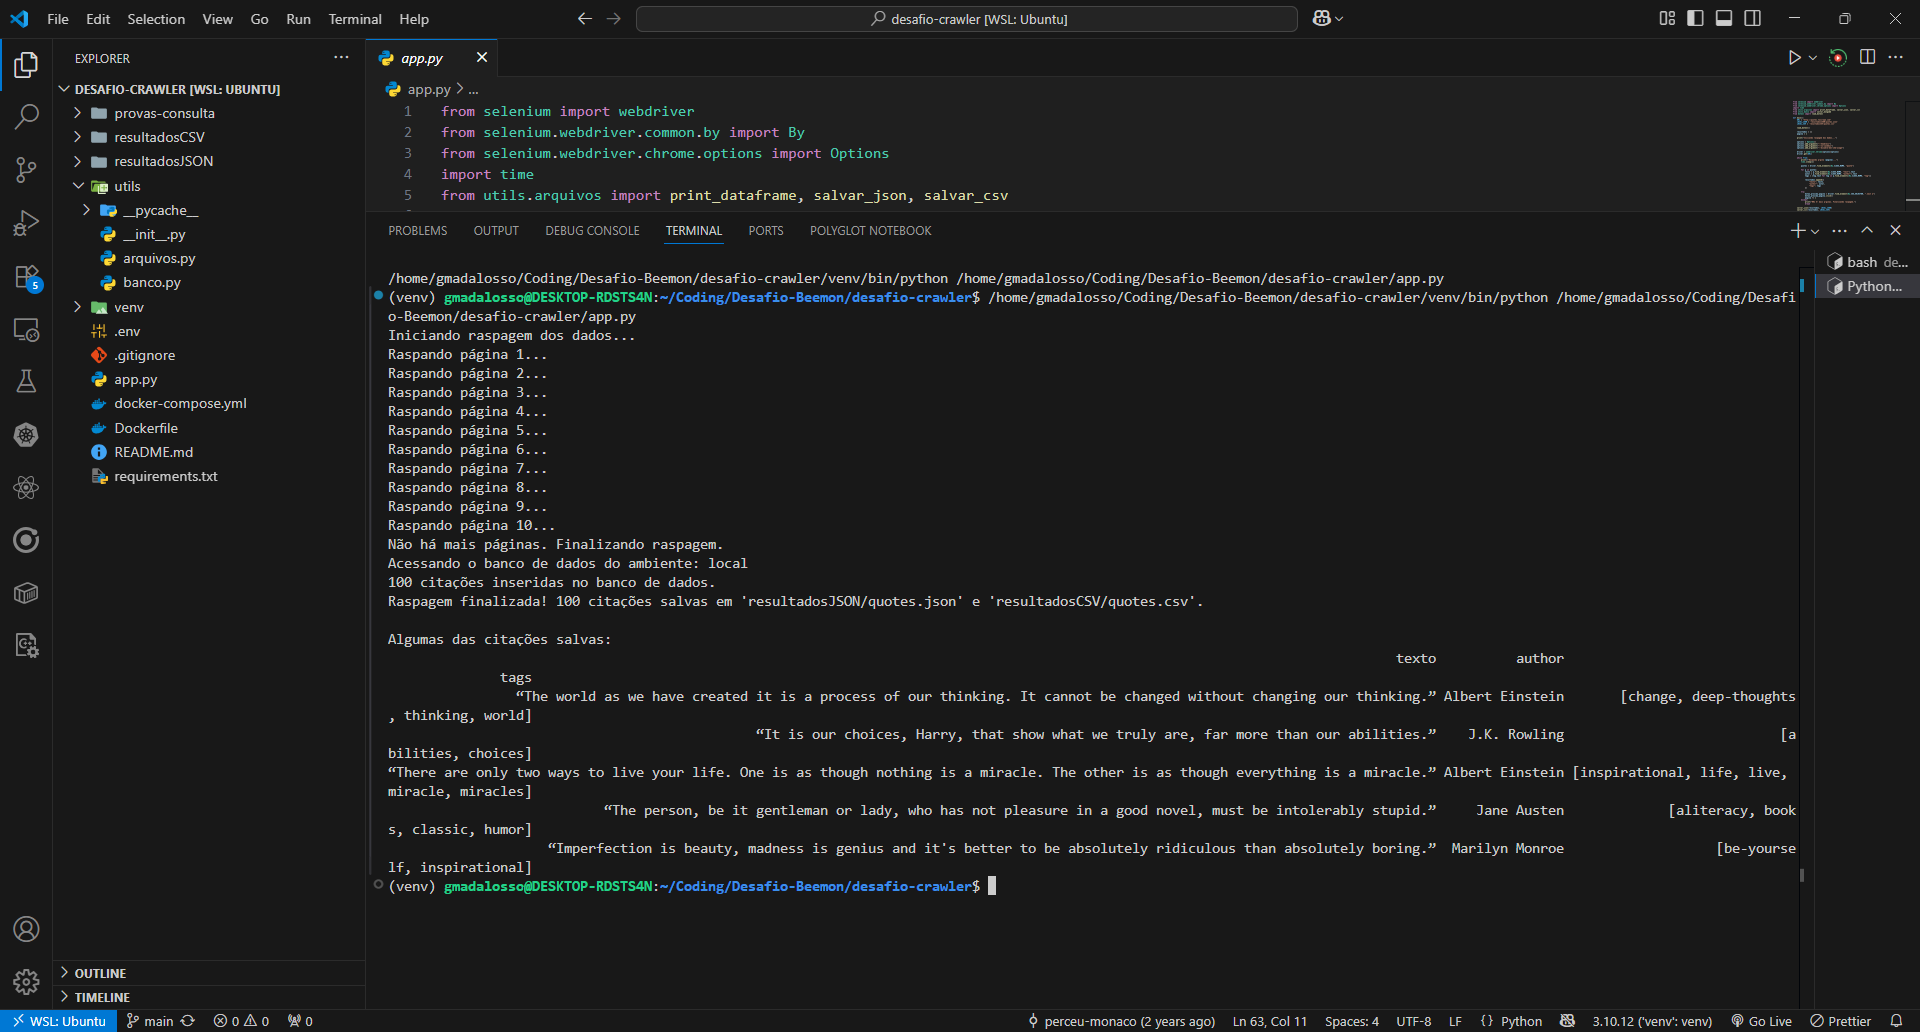 File Edit Selection View Go Run Terminal Help
desafio-crawler [WSL: Ubuntu]
EXPLORER
DESAFIO-CRAWLER [WSL: UBUNTU]
provas-consulta
resultadosCSV
resultadosJSON
utils
__pycache__
__init__.py
arquivos.py
banco.py
venv
.env
.gitignore
app.py
docker-compose.yml
Dockerfile
README.md
requirements.txt
OUTLINE
TIMELINE
5
app.py
app.py > ...
1 from selenium import webdriver
2 from selenium.webdriver.common.by import By
3 from selenium.webdriver.chrome.options import Options
4 import time
5 from utils.arquivos import print_dataframe, salvar_json, salvar_csv
PROBLEMS OUTPUT DEBUG CONSOLE TERMINAL PORTS POLYGLOT NOTEBOOK
bash de...
Python...
/home/gmadalosso/Coding/Desafio-Beemon/desafio-crawler/venv/bin/python /home/gmadalosso/Coding/Desafio-Beemon/desafio-crawler/app.py
(venv) gmadalosso@DESKTOP-RDSTS4N:~/Coding/Desafio-Beemon/desafio-crawler$ /home/gmadalosso/Coding/Desafio-Beemon/desafio-crawler/venv/bin/python /home/gmadalosso/Coding/Desafi
o-Beemon/desafio-crawler/app.py
Iniciando raspagem dos dados...
Raspando página 1...
Raspando página 2...
Raspando página 3...
Raspando página 4...
Raspando página 5...
Raspando página 6...
Raspando página 7...
Raspando página 8...
Raspando página 9...
Raspando página 10...
Não há mais páginas. Finalizando raspagem.
Acessando o banco de dados do ambiente: local
100 citações inseridas no banco de dados.
Raspagem finalizada! 100 citações salvas em 'resultadosJSON/quotes.json' e 'resultadosCSV/quotes.csv'.
Algumas das citações salvas:
texto author
tags
“The world as we have created it is a process of our thinking. It cannot be changed without changing our thinking.” Albert Einstein [change, deep-thoughts
, thinking, world]
“It is our choices, Harry, that show what we truly are, far more than our abilities.” J.K. Rowling [a
bilities, choices]
“There are only two ways to live your life. One is as though nothing is a miracle. The other is as though everything is a miracle.” Albert Einstein [inspirational, life, live,
miracle, miracles]
“The person, be it gentleman or lady, who has not pleasure in a good novel, must be intolerably stupid.” Jane Austen [aliteracy, book
s, classic, humor]
“Imperfection is beauty, madness is genius and it's better to be absolutely ridiculous than absolutely boring.” Marilyn Monroe [be-yourse
lf, inspirational]
(venv) gmadalosso@DESKTOP-RDSTS4N:~/Coding/Desafio-Beemon/desafio-crawler$
WSL: Ubuntu main 0 0 0 perceu-monaco (2 years ago) Ln 63, Col 11 Spaces: 4 UTF-8 LF {} Python 3.10.12 ('venv': venv) Go Live Prettier